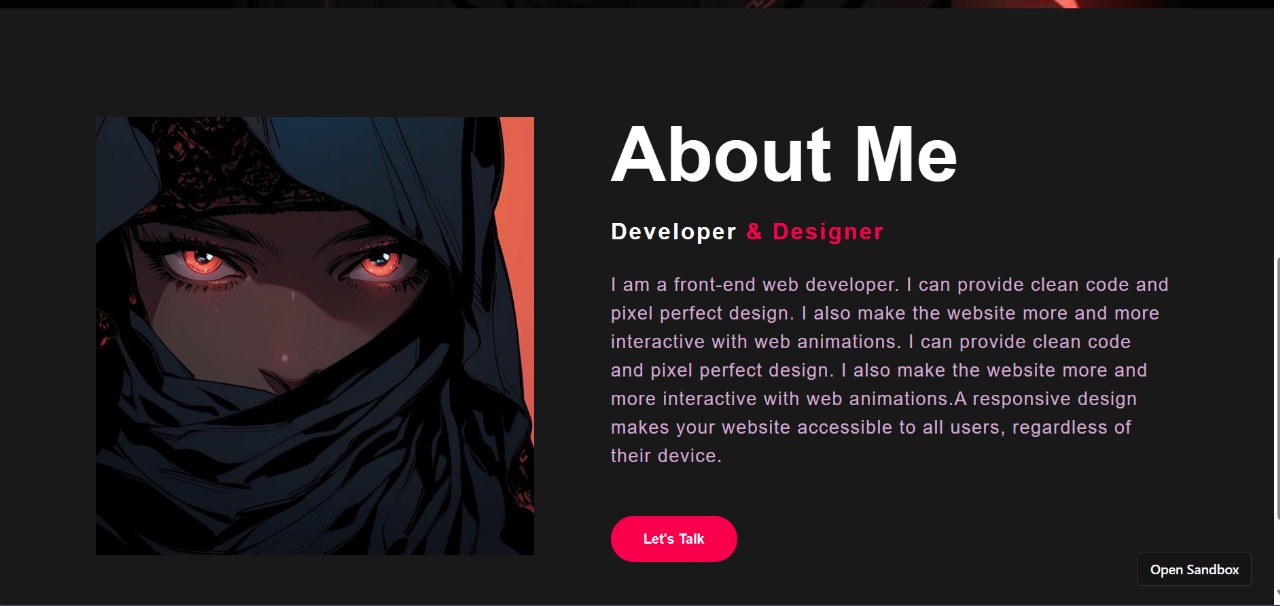 About Me
Developer & Designer
I am a front-end web developer. I can provide clean code and
pixel perfect design. I also make the website more and more
interactive with web animations. I can provide clean code
and pixel perfect design. I also make the website more and
more interactive with web animations.A responsive design
makes your website accessible to all users, regardless of
their device.
Let's Talk
Open Sandbox